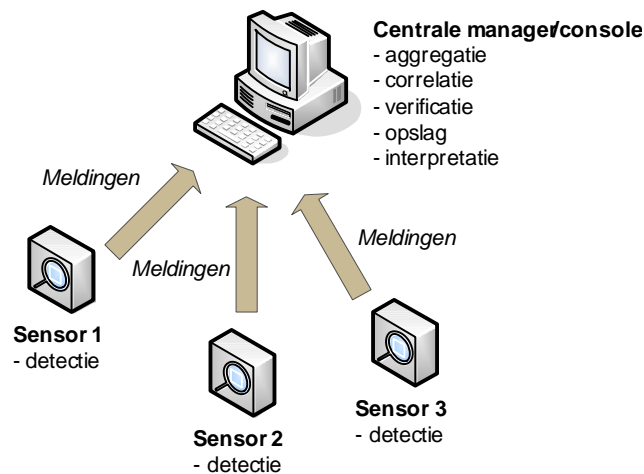 Centrale manager/console
- aggregatie
- correlatie
- verificatie
- opslag
- interpretatie
Meldingen
Meldingen
Meldingen
Sensor 1
- detectie
Sensor 2
- detectie
Sensor 3
- detectie